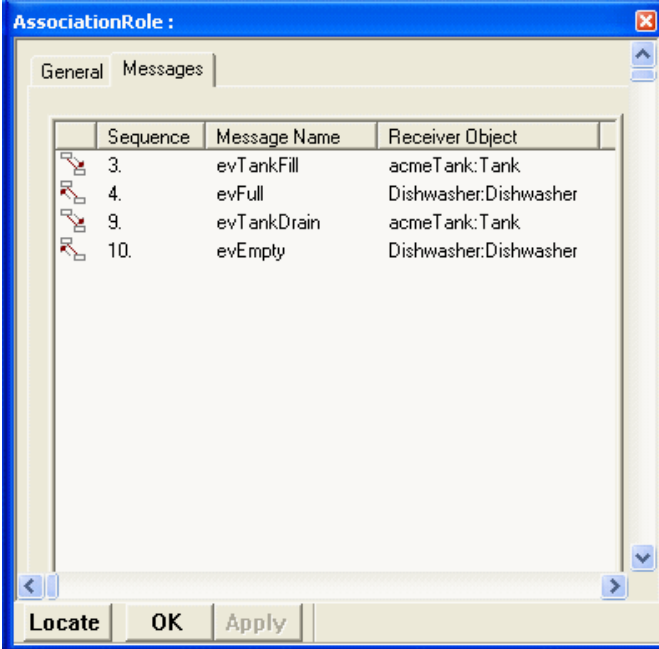 AssociationRole :
General Messages
Sequence Message Name Receiver Object
3. evTankFill acmeTank:Tank
4. evFull Dishwasher:Dishwasher
9. evTankDrain acmeTank:Tank
10. evEmpty Dishwasher:Dishwasher
Locate OK Apply